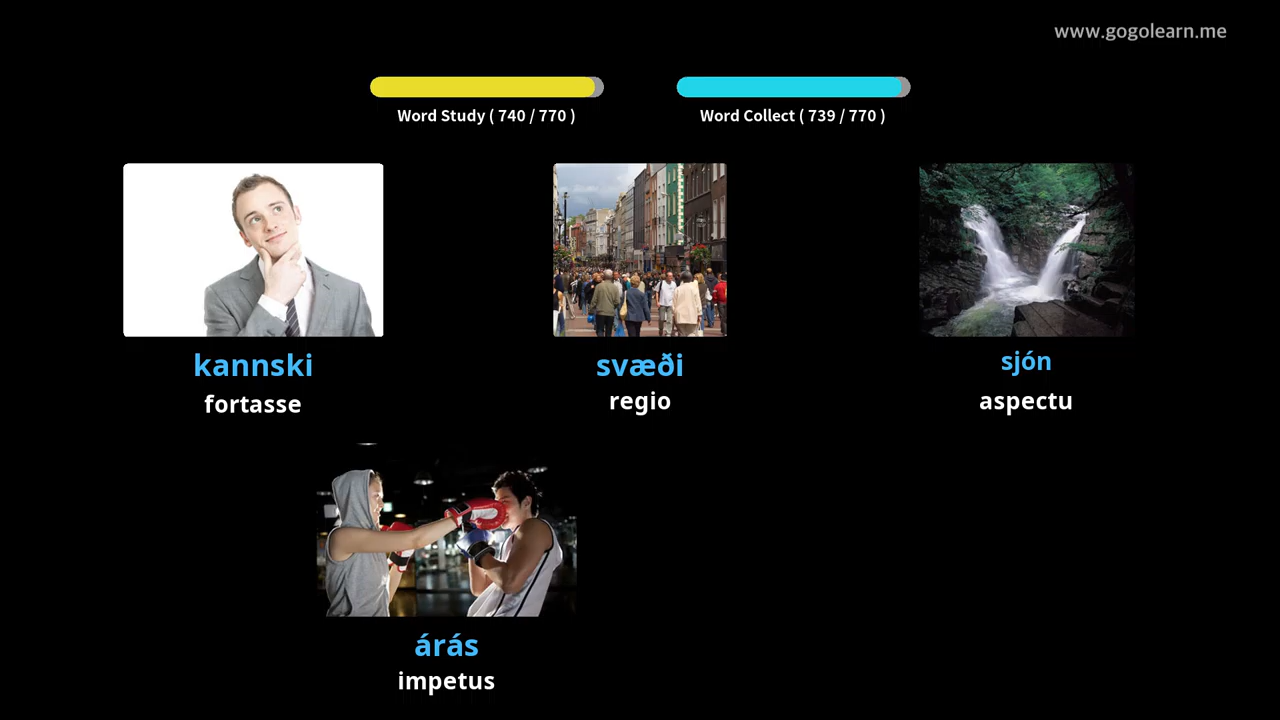 www.gogolearn.me
Word Study ( 740 / 770 )
Word Collect ( 739 / 770 )
kannski
fortasse
svæði
regio
sjón
aspectu
árás
impetus